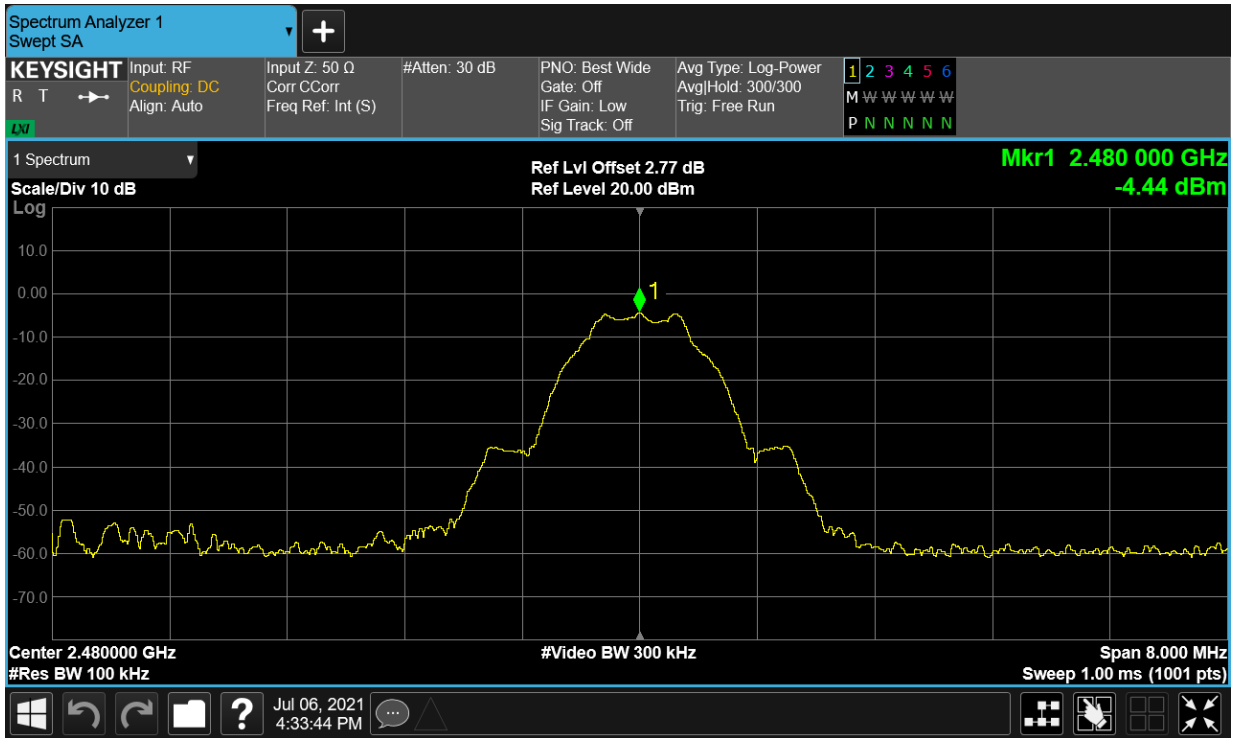 Spectrum Analyzer 1
Swept SA
KEYSIGHT
R T
LXI
Input: RF
Coupling: DC
Align: Auto
Input Z: 50 Ω
Corr CCorr
Freq Ref: Int (S)
#Atten: 30 dB
PNO: Best Wide
Gate: Off
IF Gain: Low
Sig Track: Off
Avg Type: Log-Power
Avg|Hold: 300/300
Trig: Free Run
1 2 3 4 5 6
M W W W W W
P N N N N N
1 Spectrum
Scale/Div 10 dB
Log
Ref Lvl Offset 2.77 dB
Ref Level 20.00 dBm
Mkr1 2.480 000 GHz
-4.44 dBm
10.0
0.00
1
-10.0
-20.0
-30.0
-40.0
-50.0
-60.0
-70.0
Center 2.480000 GHz
#Res BW 100 kHz
#Video BW 300 kHz
Span 8.000 MHz
Sweep 1.00 ms (1001 pts)
?
Jul 06, 2021
4:33:44 PM